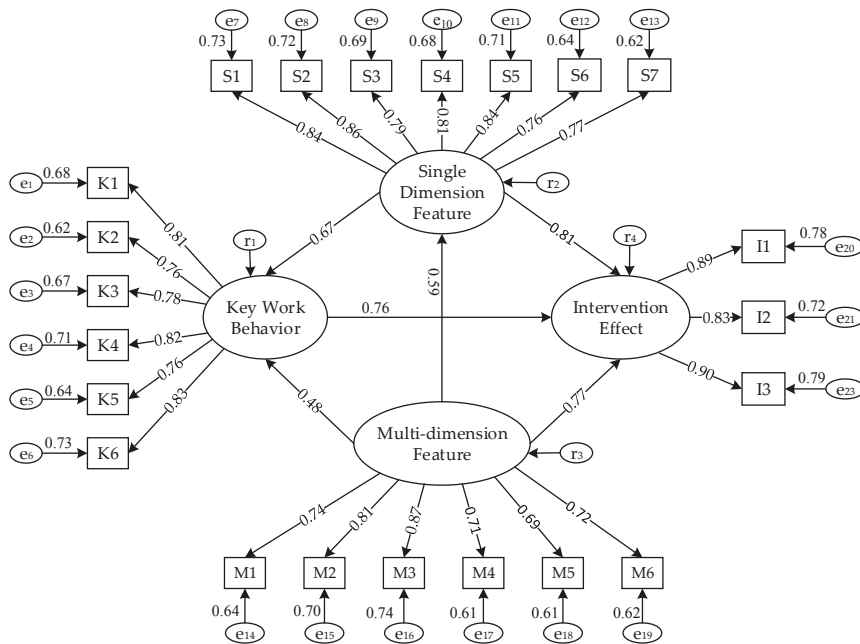 e7 e8 e9 e10 e11 e12 e13
0.73 0.72 0.69 0.68 0.71 0.64 0.62
S1 S2 S3 S4 S5 S6 S7
0.84 0.86 0.79 0.81 0.84 0.76 0.77
Single
Dimension
Feature
r2
e1 0.68 K1
e2 0.62 K2
e3 0.67 K3
e4 0.71 K4
e5 0.64 K5
e6 0.73 K6
0.81
0.76
0.78
0.82
0.76
0.83
r1
0.67
0.81
r4
Key Work
Behavior
0.76
0.59
Intervention
Effect
0.89 I1 0.78 e20
0.83 I2 0.72 e21
0.90 I3 0.79 e23
0.48
0.77
Multi-dimension
Feature
r3
0.74 0.81 0.87 0.71 0.69 0.72
M1 M2 M3 M4 M5 M6
0.64 0.70 0.74 0.61 0.61 0.62
e14 e15 e16 e17 e18 e19